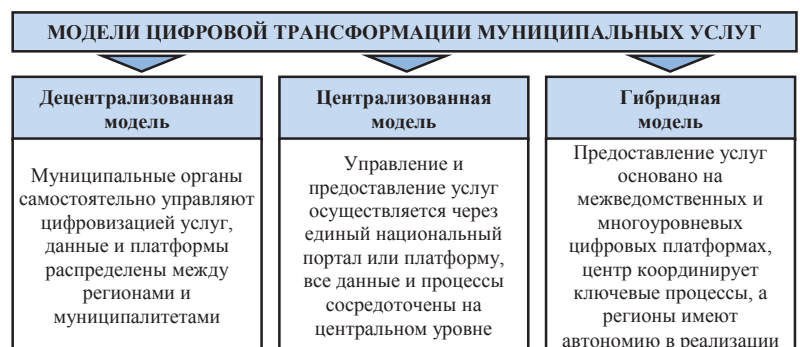 МОДЕЛИ ЦИФРОВОЙ ТРАНСФОРМАЦИИ МУНИЦИПАЛЬНЫХ УСЛУГ
Децентрализованная
модель
Муниципальные органы
самостоятельно управляют
цифровизацией услуг,
данные и платформы
распределены между
регионами и
муниципалитетами
Централизованная
модель
Управление и
предоставление услуг
осуществляется через
единый национальный
портал или платформу,
все данные и процессы
сосредоточены на
центральном уровне
Гибридная
модель
Предоставление услуг
основано на
межведомственных и
многоуровневых
цифровых платформах,
центр координирует
ключевые процессы, а
регионы имеют
автономию в реализации